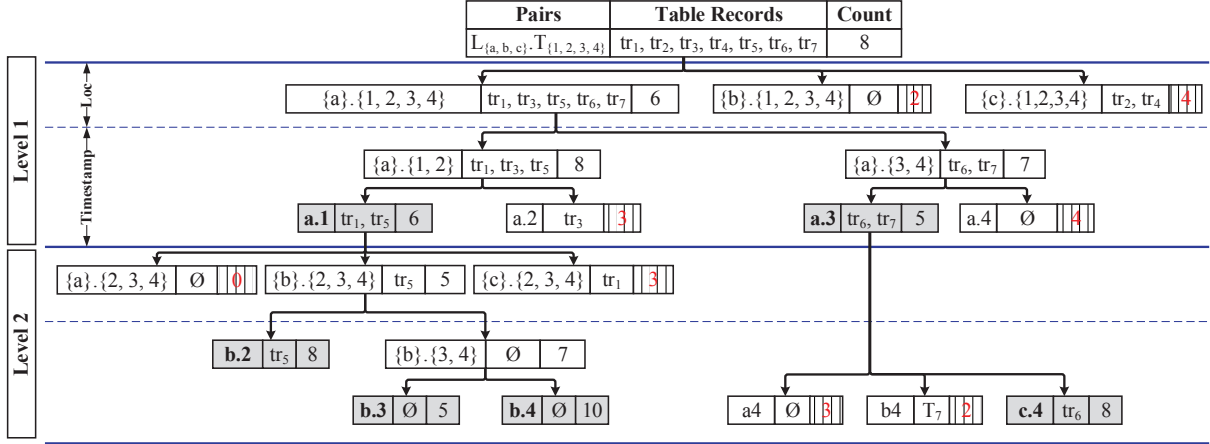 Pairs Table Records Count
L{a, b, c}.T{1, 2, 3, 4} tr1, tr2, tr3, tr4, tr5, tr6, tr7 8
Level 1
Loc
{a}.{1, 2, 3, 4} tr1, tr3, tr5, tr6, tr7 6
{b}.{1, 2, 3, 4} Ø 2
{c}.{1,2,3,4} tr2, tr4 4
Timestamp
{a}.{1, 2} tr1, tr3, tr5 8
{a}.{3, 4} tr6, tr7 7
a.1 tr1, tr5 6
a.2 tr3 3
a.3 tr6, tr7 5
a.4 Ø 4
Level 2
{a}.{2, 3, 4} Ø 0
{b}.{2, 3, 4} tr5 5
{c}.{2, 3, 4} tr1 3
b.2 tr5 8
{b}.{3, 4} Ø 7
b.3 Ø 5
b.4 Ø 10
a4 Ø 3
b4 T7 2
c.4 tr6 8